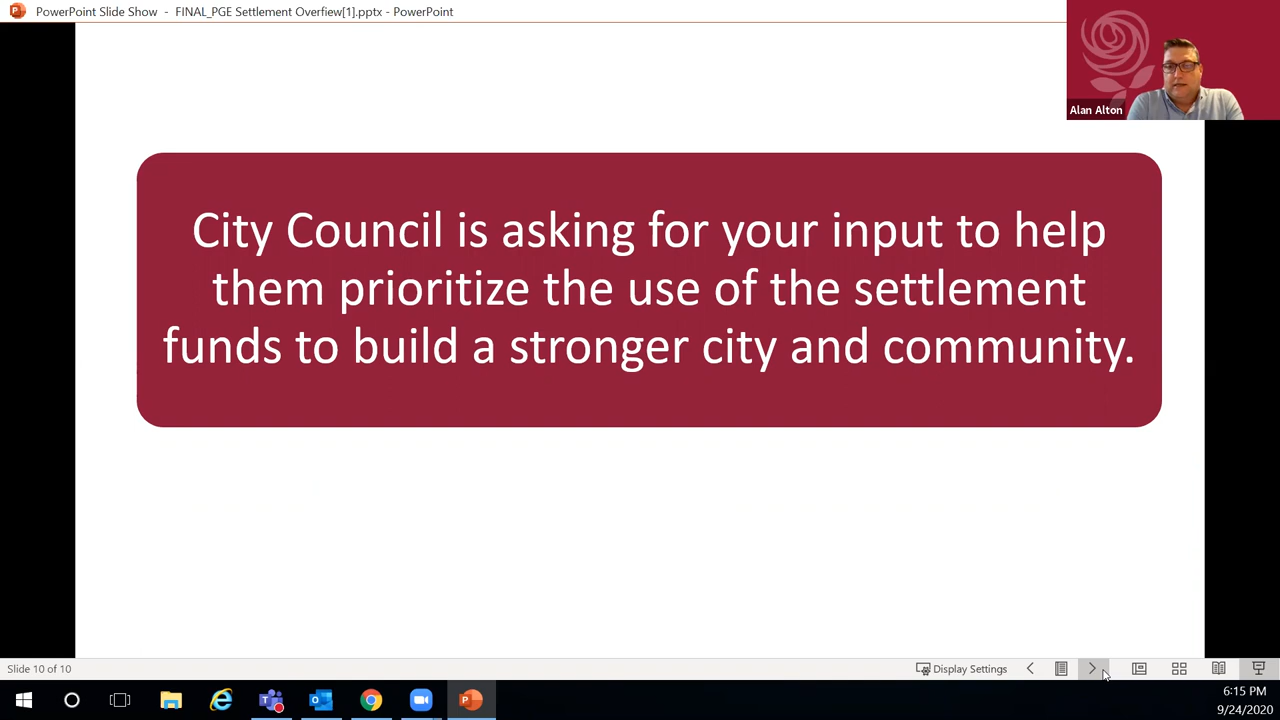 PowerPoint Slide Show - FINAL_PGE Settlement Overfiew[1].pptx - PowerPoint
Alan Alton
City Council is asking for your input to help
them prioritize the use of the settlement
funds to build a stronger city and community.
Slide 10 of 10
Display Settings
6:15 PM
9/24/2020